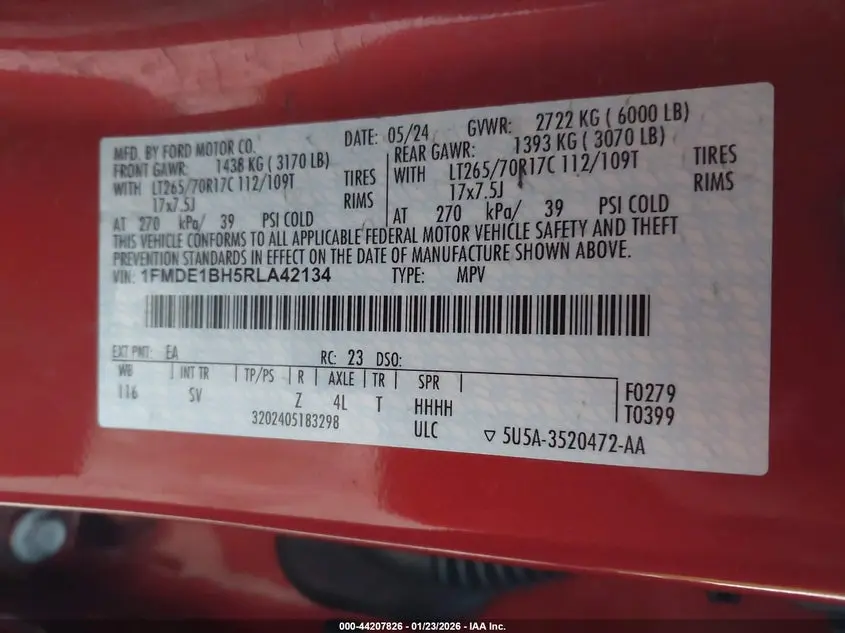 MFD. BY FORD MOTOR CO. DATE: 05/24 GVWR: 2722 KG ( 6000 LB)
FRONT GAWR: 1438 KG ( 3170 LB) REAR GAWR: 1393 KG ( 3070 LB)
WITH LT265/70R17C 112/109T TIRES WITH LT265/70R17C 112/109T TIRES
17x7.5J RIMS 17x7.5J RIMS
AT 270 kPa/ 39 PSI COLD AT 270 kPa/ 39 PSI COLD
THIS VEHICLE CONFORMS TO ALL APPLICABLE FEDERAL MOTOR VEHICLE SAFETY AND THEFT
PREVENTION STANDARDS IN EFFECT ON THE DATE OF MANUFACTURE SHOWN ABOVE.
VIN: 1FMDE1BH5RLA42134 TYPE: MPV
EXT PNT: EA RC: 23 DSO:
WB INT TR TP/PS R AXLE TR SPR
116 SV Z 4L T HHHH
F0279
T0399
3202405183298 ULC ▽ 5U5A-3520472-AA
000-44207826 - 01/23/2026 - IAA Inc.